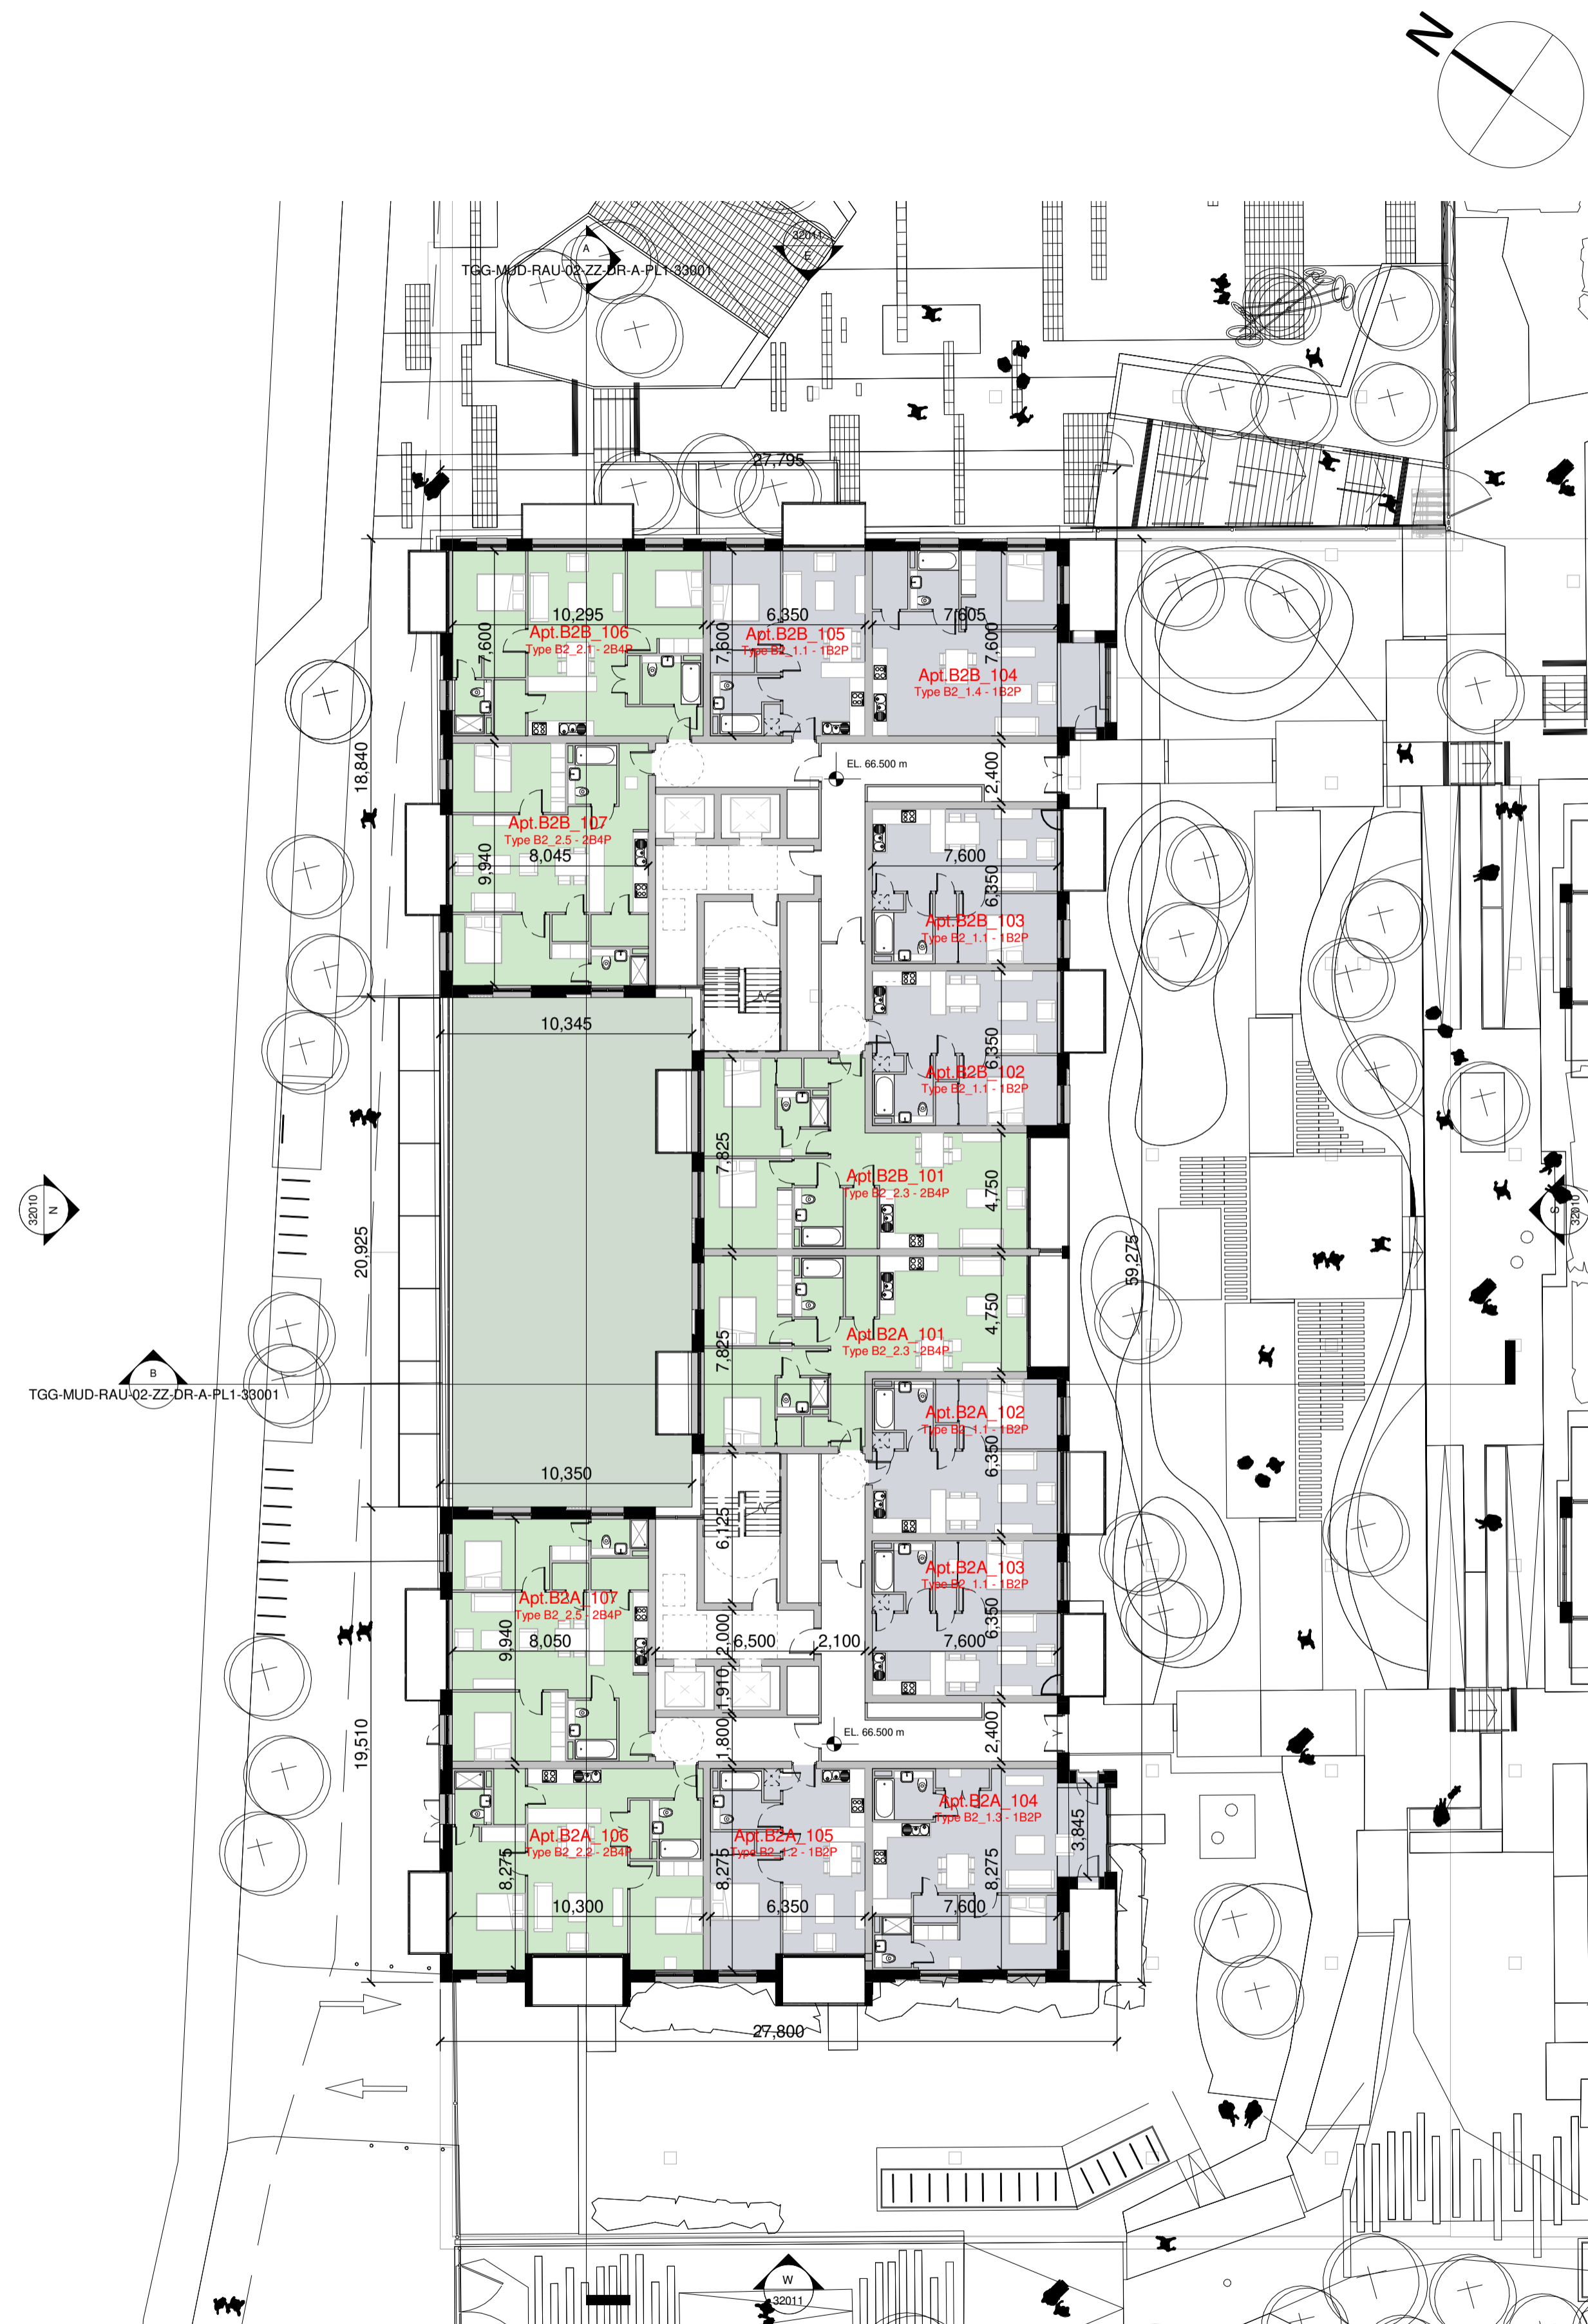 N
A
TGG-MUD-RAU-02-ZZ-DR-A-PL1-33001
32011
E
27,795
10,295
6,350
7,605
7,600
7,600
7,600
Apt.B2B_106
Type B2_2.1 - 2B4P
Apt.B2B_105
Type B2_1.1 - 1B2P
Apt.B2B_104
Type B2_1.4 - 1B2P
18,840
EL. 66.500 m
2,400
Apt.B2B_107
Type B2_2.5 - 2B4P
8,045
9,940
7,600
6,350
Apt.B2B_103
Type B2_1.1 - 1B2P
10,345
6,350
Apt.B2B_102
Type B2_1.1 - 1B2P
7,825
Apt.B2B_101
Type B2_2.3 - 2B4P
4,750
32010
N
S
32010
20,925
59,275
4,750
7,825
Apt.B2A_101
Type B2_2.3 - 2B4P
B
TGG-MUD-RAU-02-ZZ-DR-A-PL1-33001
Apt.B2A_102
Type B2_1.1 - 1B2P
6,350
10,350
6,125
Apt.B2A_103
Type B2_1.1 - 1B2P
6,350
Apt.B2A_107
Type B2_2.5 - 2B4P
9,940
8,050
6,500
2,000
2,100
7,600
1,910
1,800
EL. 66.500 m
2,400
19,510
Apt.B2A_104
Type B2_1.3 - 1B2P
3,845
Apt.B2A_106
Type B2_2.2 - 2B4P
Apt.B2A_105
Type B2_1.2 - 1B2P
8,275
8,275
8,275
10,300
6,350
7,600
27,800
W
32011